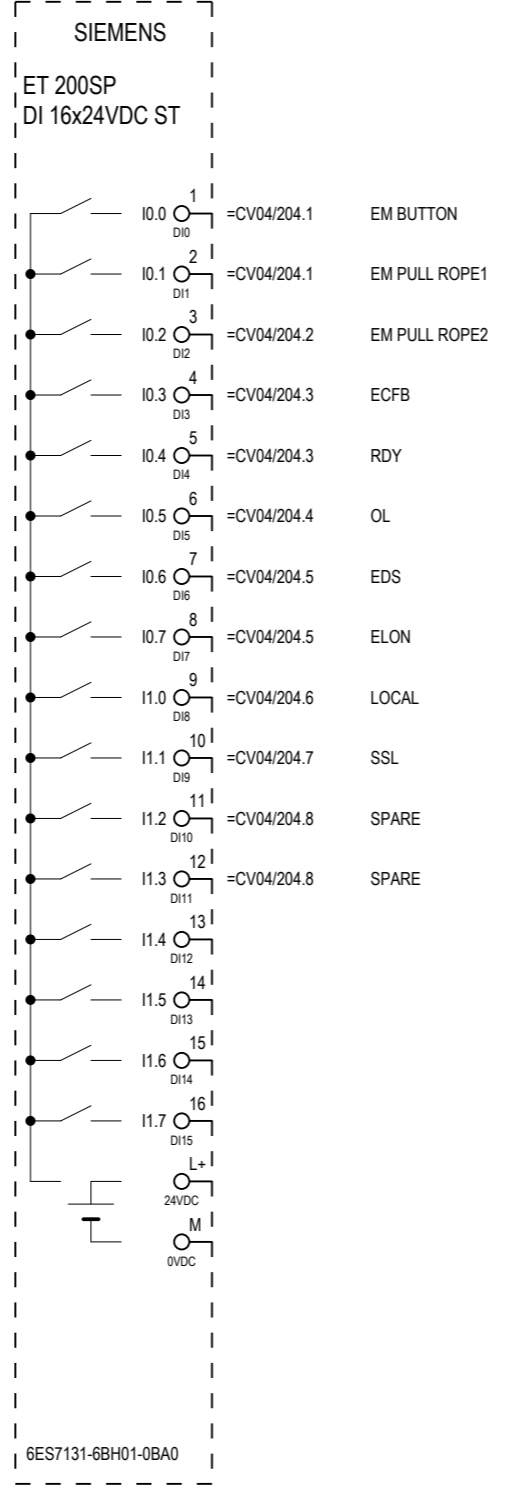 SIEMENS
ET 200SP
DI 16x24VDC ST
I0.0 1 DI0 =CV04/204.1 EM BUTTON
I0.1 2 DI1 =CV04/204.1 EM PULL ROPE1
I0.2 3 DI2 =CV04/204.2 EM PULL ROPE2
I0.3 4 DI3 =CV04/204.3 ECFB
I0.4 5 DI4 =CV04/204.3 RDY
I0.5 6 DI5 =CV04/204.4 OL
I0.6 7 DI6 =CV04/204.5 EDS
I0.7 8 DI7 =CV04/204.5 ELON
I1.0 9 DI8 =CV04/204.6 LOCAL
I1.1 10 DI9 =CV04/204.7 SSL
I1.2 11 DI10 =CV04/204.8 SPARE
I1.3 12 DI11 =CV04/204.8 SPARE
I1.4 13 DI12
I1.5 14 DI13
I1.6 15 DI14
I1.7 16 DI15
L+
24VDC
M
0VDC
6ES7131-6BH01-0BA0